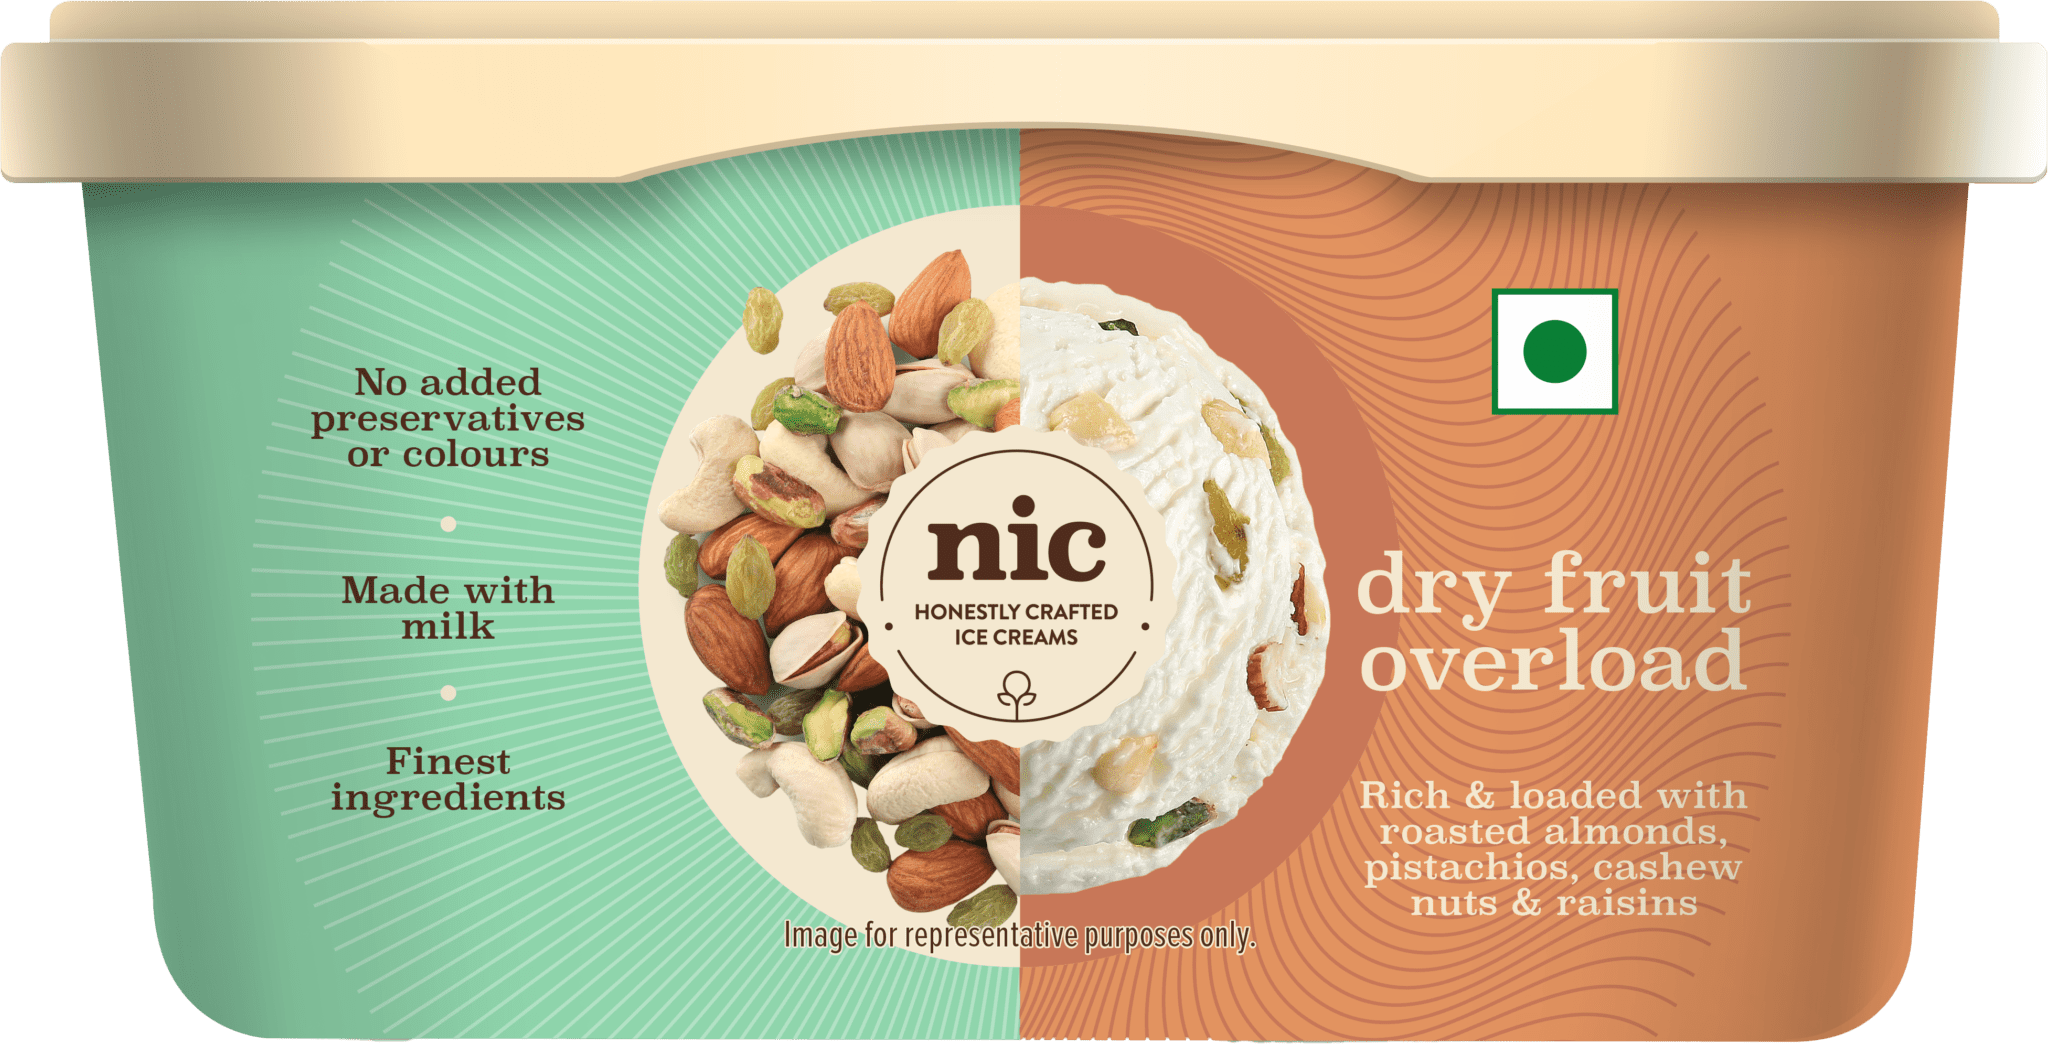 No added
preservatives
or colours
Made with
milk
Finest
ingredients
nic
HONESTLY CRAFTED
ICE CREAMS
dry fruit
overload
Rich & loaded with
roasted almonds,
pistachios, cashew
nuts & raisins
Image for representative purposes only.